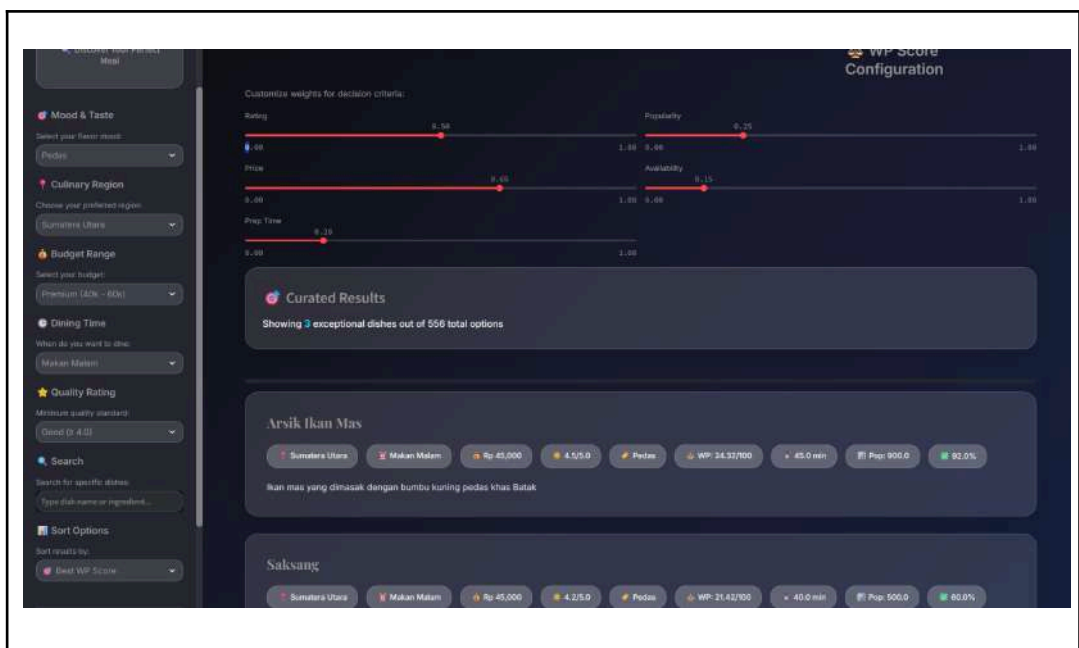 Discover Your Perfect
Meal
Mood & Taste
Select your flavor mood:
Pedas
Culinary Region
Choose your preferred region:
Sumatera Utara
Budget Range
Select your budget:
Premium (40k - 60k)
Dining Time
When do you want to dine:
Makan Malam
Quality Rating
Minimum quality standard:
Good (≥ 4.0)
Search
Search for specific dishes:
Type dish name or ingredient...
Sort Options
Sort results by:
Best WP Score
WP Score
Configuration
Customize weights for decision criteria:
Rating
0.50
0.00 1.00
Popularity
0.25
0.00 1.00
Price
0.65
0.00 1.00
Availability
0.15
0.00 1.00
Prep Time
0.00 1.00
Curated Results
Showing 3 exceptional dishes out of 556 total options
Arsik Ikan Mas
Sumatera Utara Makan Malam Rp 45,000 4.5/5.0 Pedas WP: 24.32/100 45.0 min Pop: 900.0 92.0%
Ikan mas yang dimasak dengan bumbu kuning pedas khas Batak
Saksang
Sumatera Utara Makan Malam Rp 45,000 4.2/5.0 Pedas WP: 21.42/100 40.0 min Pop: 500.0 60.0%